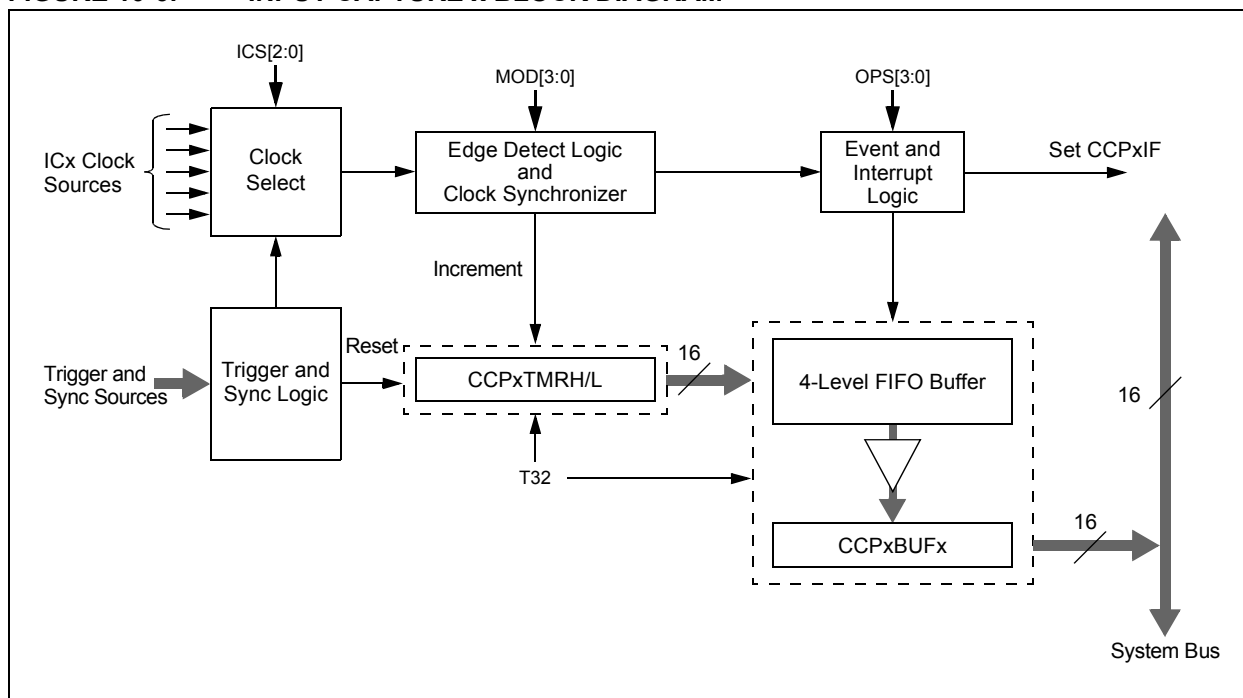 ICS[2:0]
MOD[3:0]
OPS[3:0]
ICx Clock
Sources
Clock
Select
Edge Detect Logic
and
Clock Synchronizer
Event and
Interrupt
Logic
Set CCPxIF
Increment
Reset
Trigger and
Sync Sources
Trigger and
Sync Logic
CCPxTMRH/L
16
4-Level FIFO Buffer
16
T32
CCPxBUFx
16
System Bus